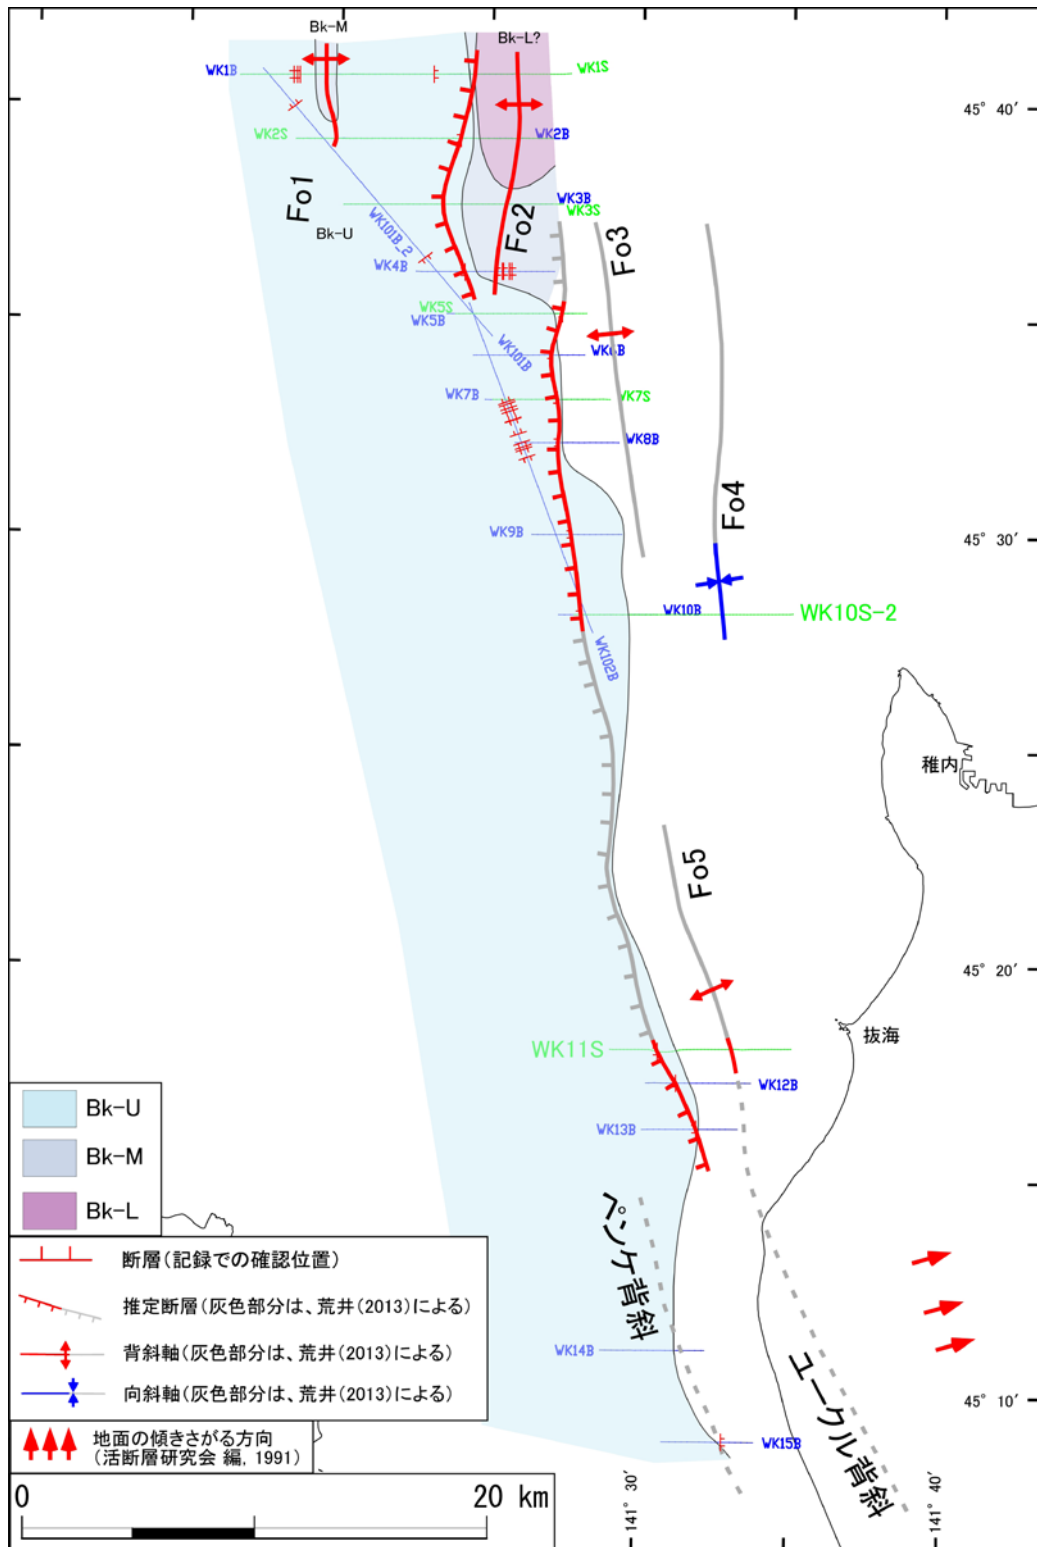 Bk-M
Bk-L?
WK1B
WK1S
45° 40′
WK2S
WK2B
Fo1
WK3B
WK3S
Bk-U
WK101B_2
Fo2
Fo3
WK4B
WK5S
WK5B
WK101B
WK6B
WK7B
WK7S
WK8B
Fo4
WK9B
45° 30′
WK10B
WK10S-2
WK102B
稚内
Fo5
45° 20′
抜海
WK11S
WK12B
WK13B
Bk-U
Bk-M
Bk-L
ペンケ背斜
断層(記録での確認位置)
推定断層(灰色部分は、荒井(2013)による)
WK14B
背斜軸(灰色部分は、荒井(2013)による)
ユークル背斜
向斜軸(灰色部分は、荒井(2013)による)
45° 10′
地面の傾きさがる方向
(活断層研究会 編, 1991)
WK15B
0
20 km
141° 30′
141° 40′